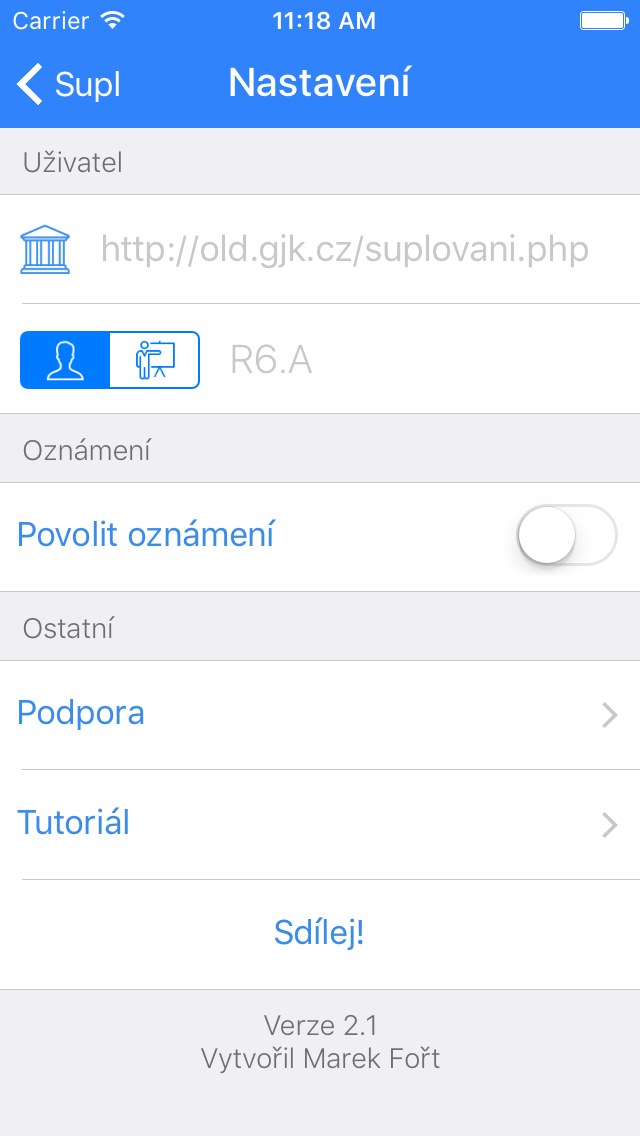 Carrier 11:18 AM
Supl Nastavení
Uživatel
http://old.gjk.cz/suplovani.php
R6.A
Oznámení
Povolit oznámení
Ostatní
Podpora
Tutoriál
Sdílej!
Verze 2.1
Vytvořil Marek Fořt